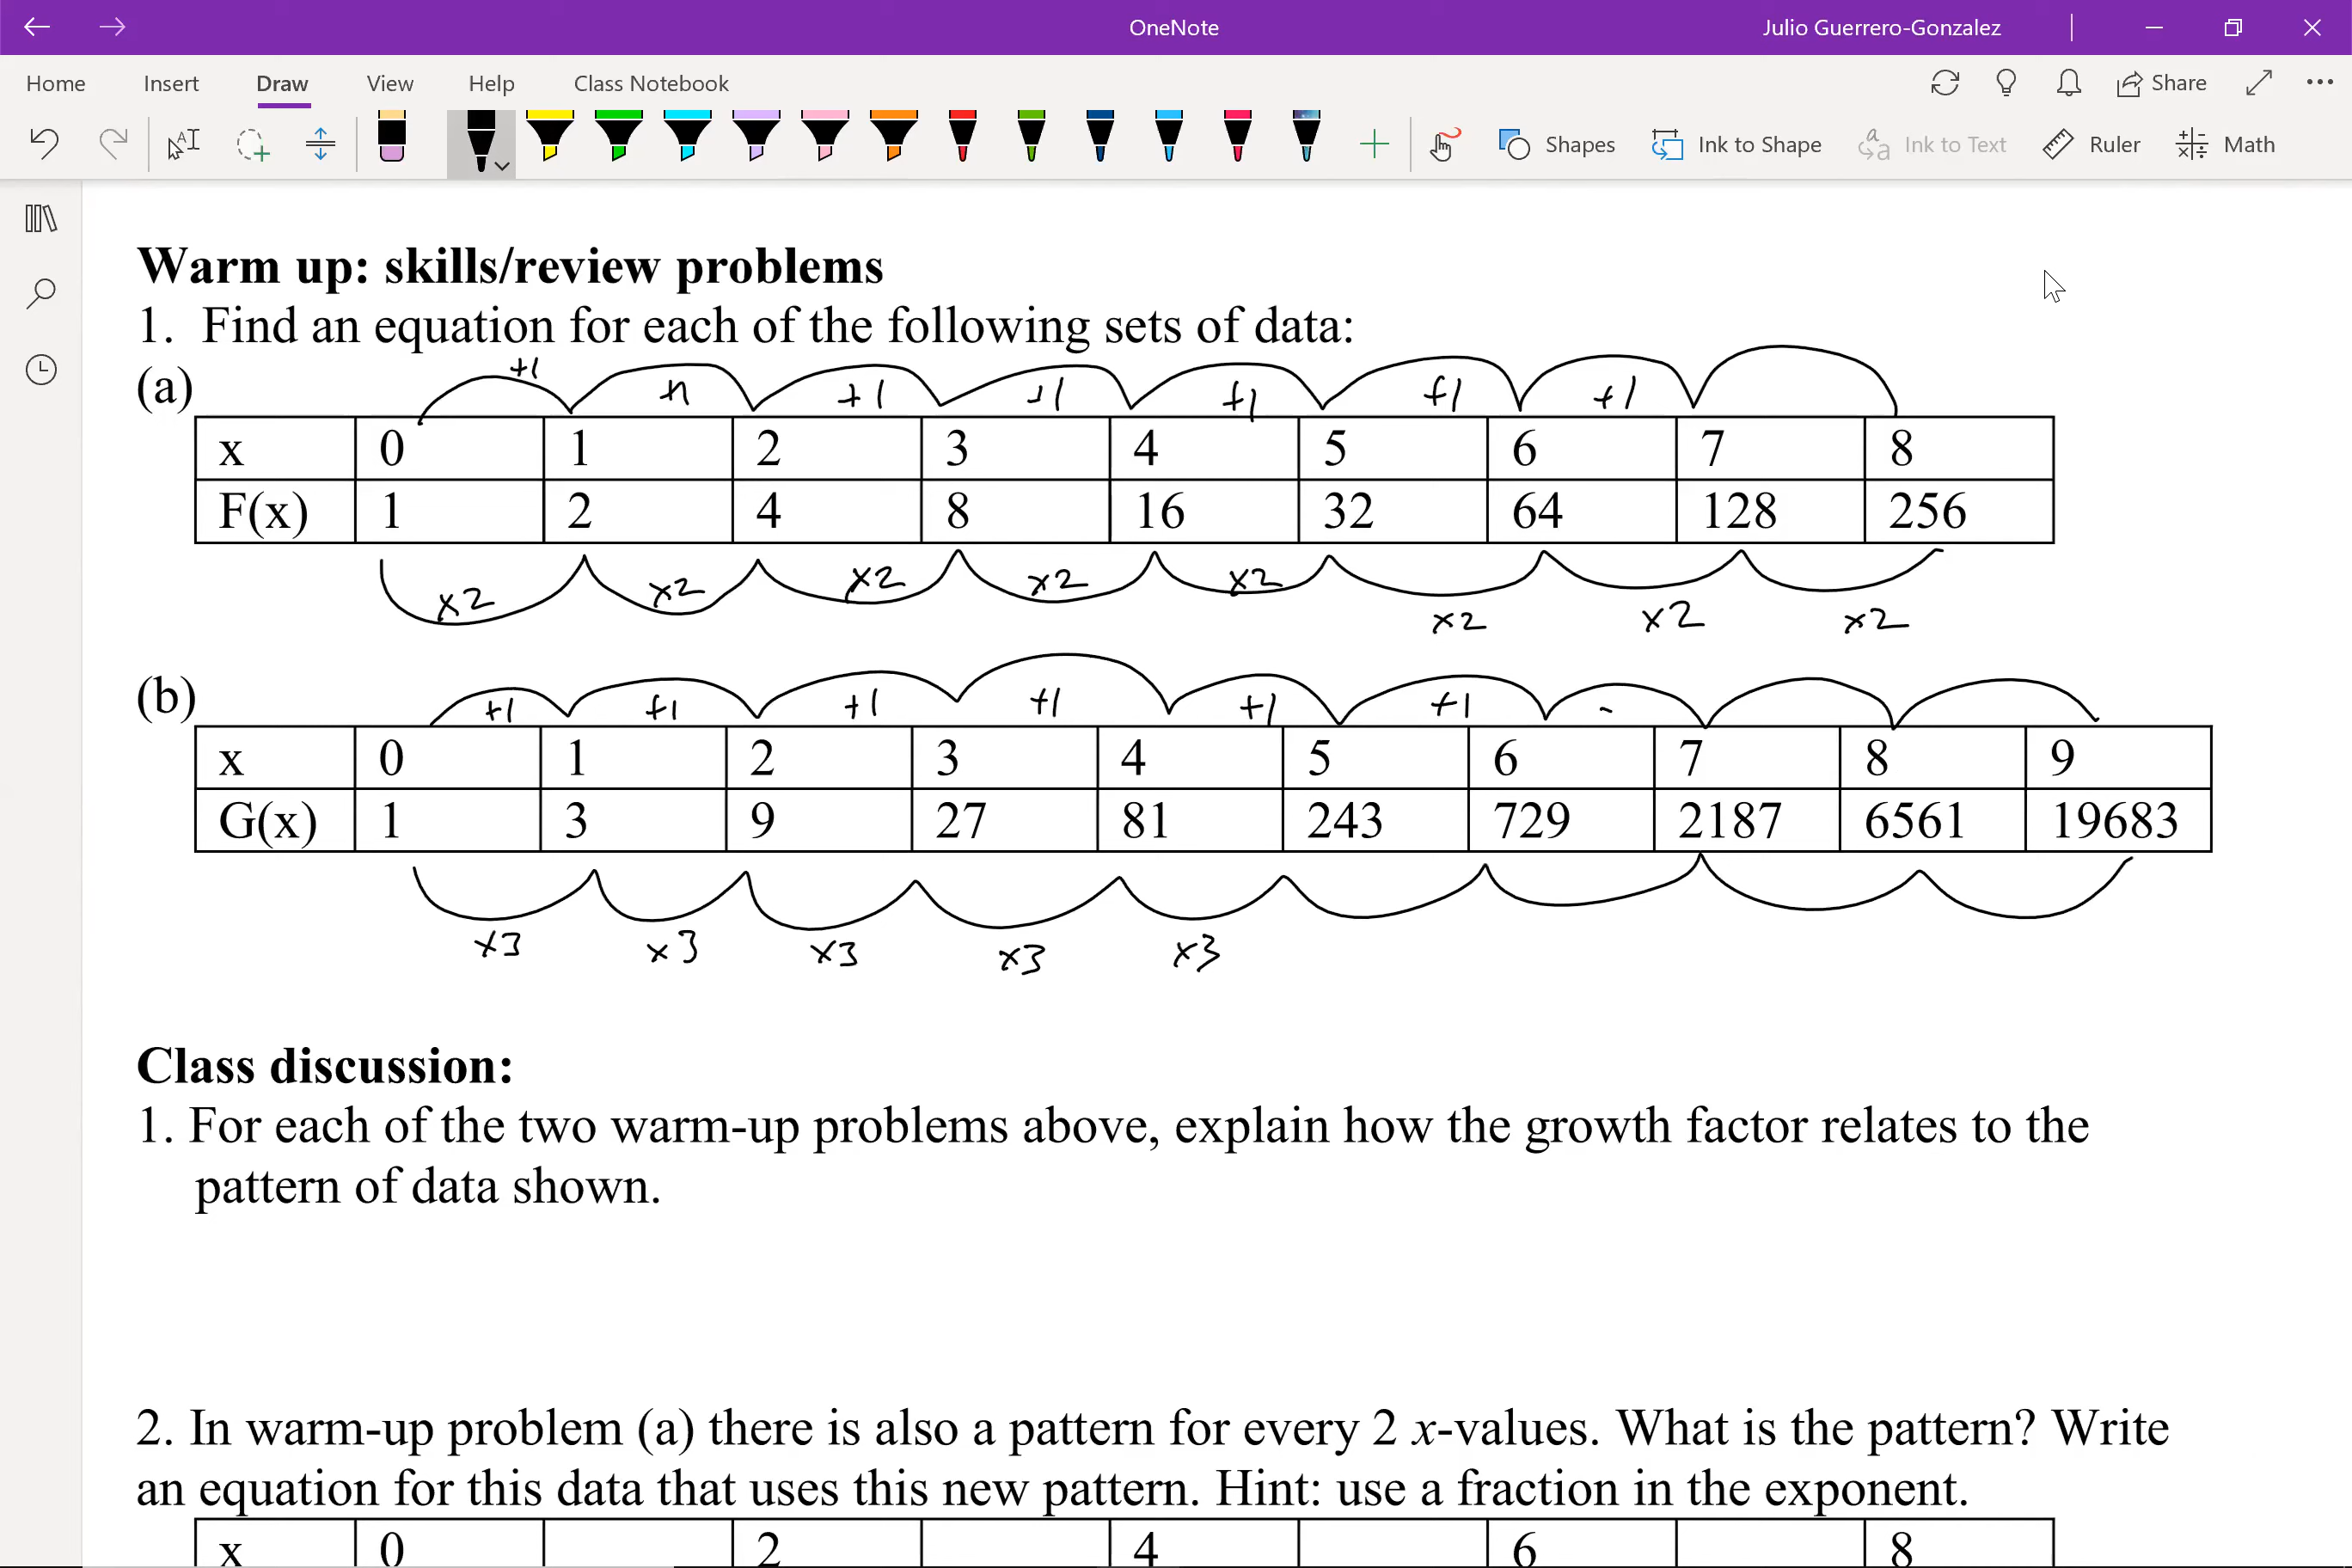 OneNote
Julio Guerrero-Gonzalez
Home Insert Draw View Help Class Notebook
Share
Shapes Ink to Shape Ink to Text Ruler Math
Warm up: skills/review problems
1. Find an equation for each of the following sets of data:
(a)
+1 +1 +1 +1 +1 +1 +1
x 0 1 2 3 4 5 6 7 8
F(x) 1 2 4 8 16 32 64 128 256
x2 x2 x2 x2 x2 x2 x2 x2
(b)
+1 +1 +1 +1 +1 +1 -
x 0 1 2 3 4 5 6 7 8 9
G(x) 1 3 9 27 81 243 729 2187 6561 19683
x3 x3 x3 x3 x3
Class discussion:
1. For each of the two warm-up problems above, explain how the growth factor relates to the
pattern of data shown.
2. In warm-up problem (a) there is also a pattern for every 2 x-values. What is the pattern? Write
an equation for this data that uses this new pattern. Hint: use a fraction in the exponent.
x 0 2 4 6 8